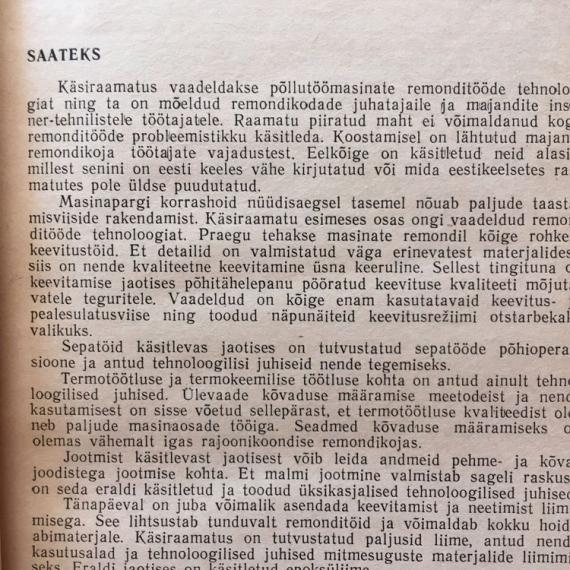 SAATEKS
Käsiraamatus vaadeldakse põllutöömasinate remonditööde tehnolo
giat ning ta on mõeldud remondikodade juhatajaile ja majandite ins
ner-tehnilistele töötajatele. Raamatu piiratud maht ei võimaldanud kog
remonditööde probleemistikku käsitleda. Koostamisel on lähtutud majan
remondikoja töötajate vajadustest. Eelkõige on käsitletud neid alasi
millest senini on eesti keeles vähe kirjutatud või mida eestikeelsetes ra
matutes pole üldse puudutatud.
Masinapargi korrashoid nüüdisaegsel tasemel nõuab paljude taast
misviiside rakendamist. Käsiraamatu esimeses osas ongi vaadeldud remo
ditööde tehnoloogiat. Praegu tehakse masinate remondil kõige rohke
keevitustöid. Et detailid on valmistatud väga erinevatest materjalides
siis on nende kvaliteetne keevitamine üsna keeruline. Sellest tingituna o
keevitamise jaotises põhitähelepanu pööratud keevituse kvaliteeti mõjut
vatele teguritele. Vaadeldud on kõige enam kasutatavaid keevitus-
pealesulatusviise ning toodud näpunäiteid keevitusrežiimi otstarbekal
valikuks.
Sepatöid käsitlevas jaotises on tutvustatud sepatööde põhiopera
sioone ja antud tehnoloogilisi juhiseid nende tegemiseks.
Termotöötluse ja termokeemilise töötluse kohta on antud ainult tehn
loogilised juhised. Ülevaade kõvaduse määramise meetodeist ja nend
kasutamisest on sisse võetud sellepärast, et termotöötluse kvaliteedist ole
neb paljude masinaosade tööiga. Seadmed kõvaduse määramiseks o
olemas vähemalt igas rajoonikoondise remondikojas.
Jootmist käsitlevast jaotisest võib leida andmeid pehme- ja kõva
joodistega jootmise kohta. Et malmi jootmine valmistab sageli raskus
on seda eraldi käsitletud ja toodud üksikasjalised tehnoloogilised juhised
Tänapäeval on juba võimalik asendada keevitamist ja neetimist liim
misega. See lihtsustab tunduvalt remonditöid ja võimaldab kokku hoid
abimaterjale. Käsiraamatus on tutvustatud paljusid liime, antud nend
kasutusalad ja tehnoloogilised juhised mitmesuguste materjalide liimimi
seks. Eraldi jaotises on käsitletud epoksüliime